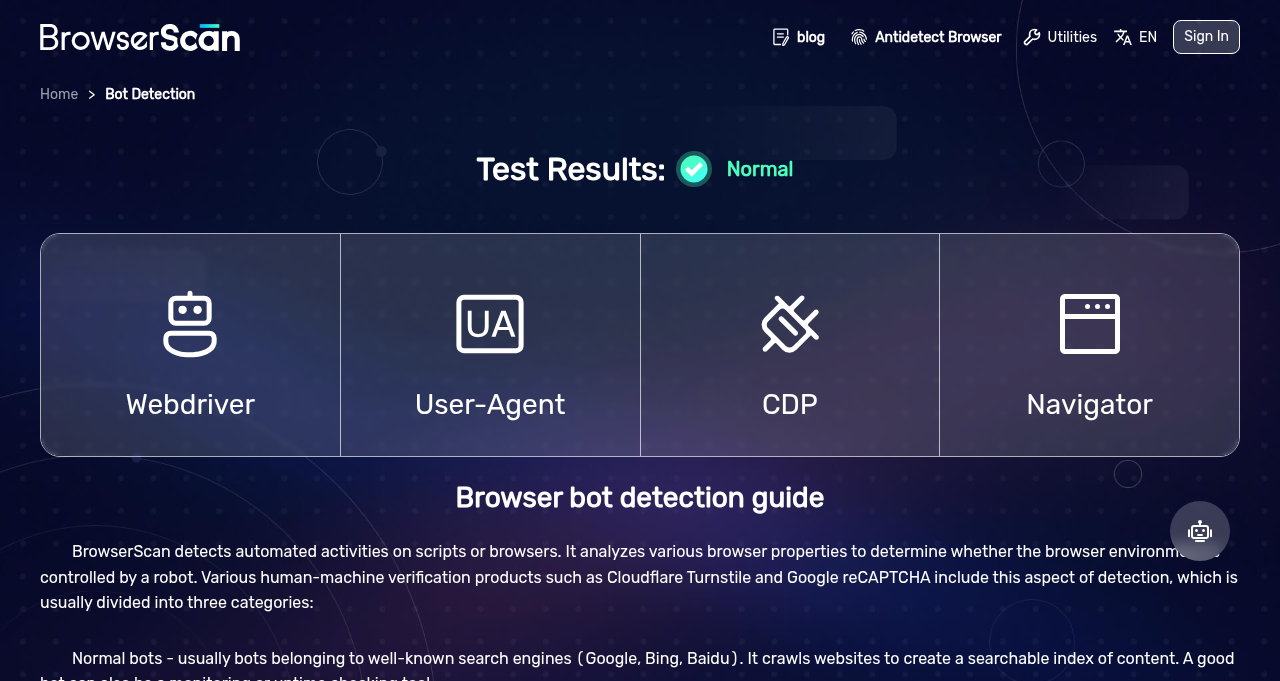 BrowserScan
blog
Antidetect Browser
Utilities
EN
Sign In
Home > Bot Detection
Test Results: Normal
UA
Webdriver
User-Agent
CDP
Navigator
Browser bot detection guide
BrowserScan detects automated activities on scripts or browsers. It analyzes various browser properties to determine whether the browser
controlled by a robot. Various human-machine verification products such as Cloudflare Turnstile and Google reCAPTCHA include this aspect of detection, which is
usually divided into three categories:
Normal bots - usually bots belonging to well-known search engines（Google, Bing, Baidu）. It crawls websites to create a searchable index of content. A good